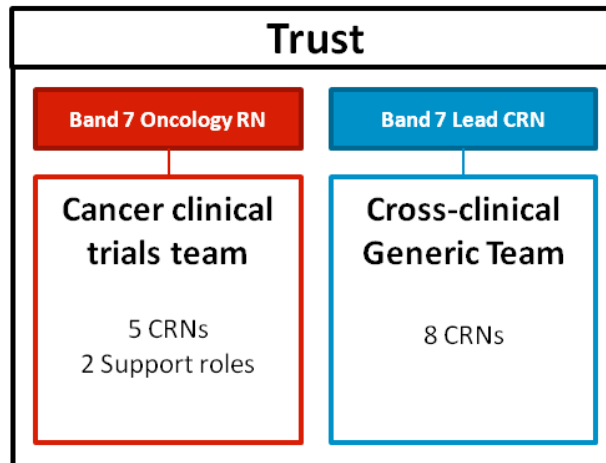 Trust
Band 7 Oncology RN
Cancer clinical
trials team
5 CRNs
2 Support roles
Band 7 Lead CRN
Cross-clinical
Generic Team
8 CRNs